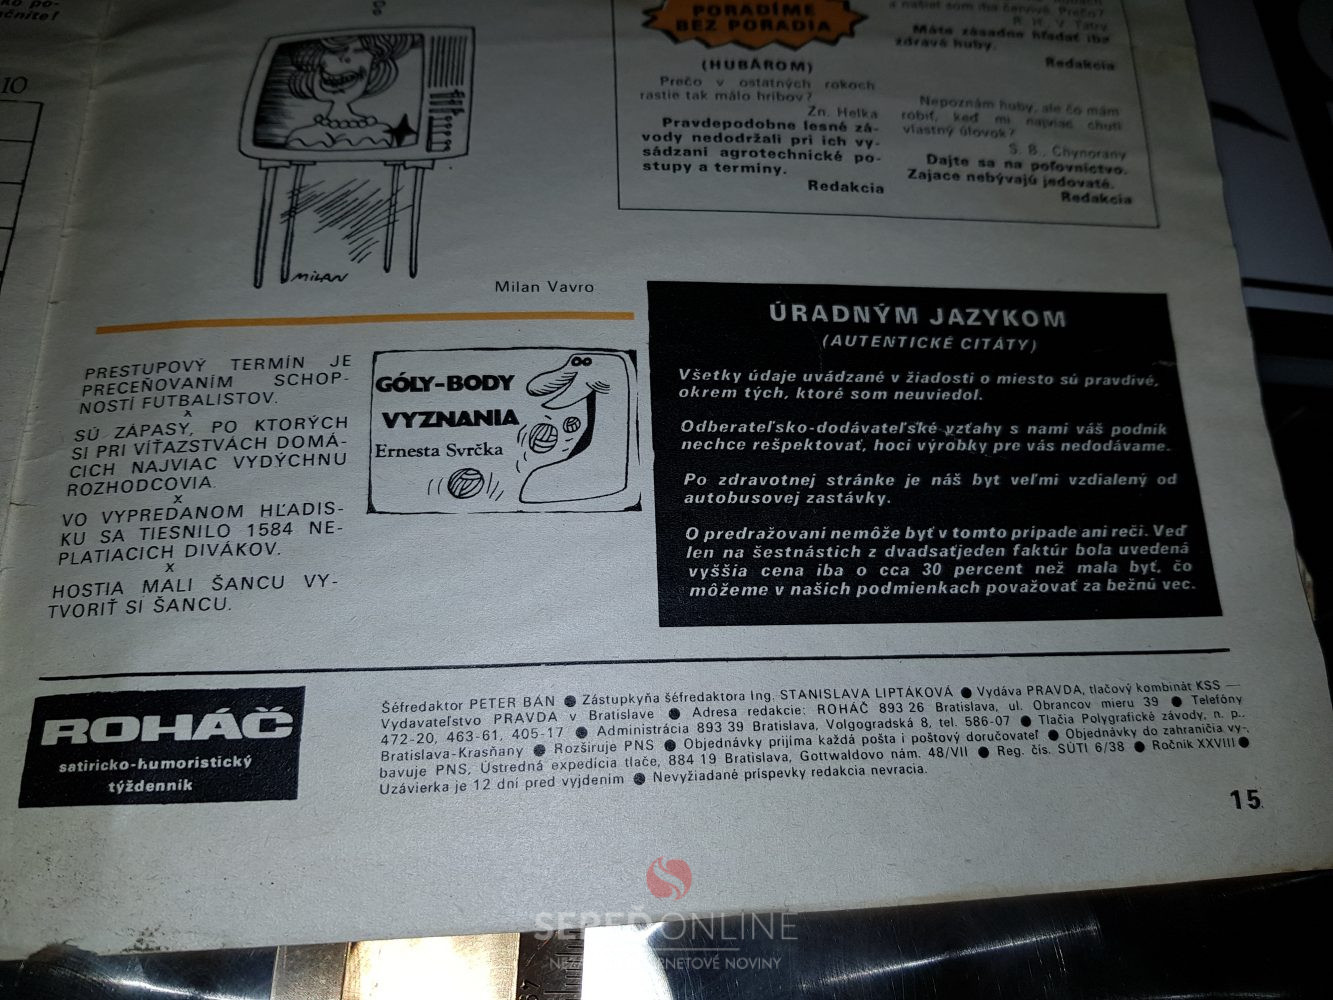 10
PORADÍME
BEZ PORADIA
(HUBÁROM)
Prečo v ostatných rokoch
rastie tak málo hríbov?
Zn. Helka
Pravdepodobne lesné zá-
vody nedodržali pri ich vy-
sádzaní agrotechnické po-
stupy a termíny.
Redakcia
Máte zásadne hľadať iba
zdravé huby.
Redakcia
Nepoznám huby, ale čo mám
robiť, keď mi najviac chutí
vlastný úlovok?
S. B., Chynorany
Dajte sa na poľovníctvo.
Zajace nebývajú jedovaté.
Redakcia
MILAN
Milan Vavro
PRESTUPOVÝ TERMÍN JE
PRECEŇOVANÍM SCHOP-
NOSTÍ FUTBALISTOV.
x
SÚ ZÁPASY, PO KTORÝCH
SI PRI VÍŤAZSTVÁCH DOMÁ-
CICH NAJVIAC VYDÝCHNU
ROZHODCOVIA.
x
VO VYPREDANOM HĽADIS-
KU SA TIESNILO 1584 NE-
PLATIACICH DIVÁKOV.
x
HOSTIA MALI ŠANCU VY-
TVORIŤ SI ŠANCU.
GÓLY-BODY
VYZNANIA
Ernesta Svrčka
ÚRADNÝM JAZYKOM
(AUTENTICKÉ CITÁTY)
Všetky údaje uvádzané v žiadosti o miesto sú pravdivé,
okrem tých, ktoré som neuviedol.
Odberateľsko-dodávateľské vzťahy s nami váš podnik
nechce rešpektovať, hoci výrobky pre vás nedodávame.
Po zdravotnej stránke je náš byt veľmi vzdialený od
autobusovej zastávky.
O predražovaní nemôže byť v tomto prípade ani reči. Veď
len na šestnástich z dvadsaťjeden faktúr bola uvedená
vyššia cena iba o cca 30 percent než mala byť, čo
môžeme v našich podmienkach považovať za bežnú vec.
ROHÁČ
satiricko-humoristický
týždenník
Šéfredaktor PETER BÁN ● Zástupkyňa šéfredaktora Ing. STANISLAVA LIPTÁKOVÁ ● Vydáva PRAVDA, tlačový kombinát KSS —
Vydavateľstvo PRAVDA v Bratislave ● Adresa redakcie: ROHÁČ 893 26 Bratislava, ul. Obrancov mieru 39 ● Telefóny
472-20, 463-61, 405-17 ● Administrácia 893 39 Bratislava, Volgogradská 8, tel. 586-07 ● Tlačia Polygrafické závody, n. p.,
Bratislava-Krasňany ● Rozširuje PNS ● Objednávky prijíma každá pošta i poštový doručovateľ ● Objednávky do zahraničia vy-
bavuje PNS, Ústredná expedícia tlače, 884 19 Bratislava, Gottwaldovo nám. 48/VII ● Reg. čís. SÚTI 6/38 ● Ročník XXVIII ●
Uzávierka je 12 dní pred vyjdením ● Nevyžiadané príspevky redakcia nevracia.
15
SEREĎONLINE